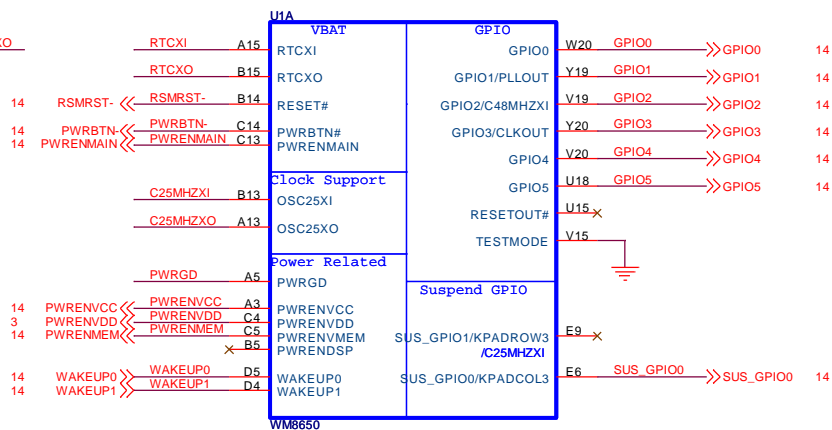 U1A
VBAT GPIO
XO RTCXI A15 RTCXI GPIO0 W20 GPIO0 GPIO0 14
RTCXO B15 RTCXO GPIO1/PLLOUT Y19 GPIO1 GPIO1 14
14 RSMRST- RSMRST- B14 RESET# GPIO2/C48MHZXI V19 GPIO2 GPIO2 14
14 PWRBTN- PWRBTN- C14 PWRBTN# GPIO3/CLKOUT Y20 GPIO3 GPIO3 14
14 PWRENMAIN PWRENMAIN C13 PWRENMAIN
GPIO4 V20 GPIO4 GPIO4 14
Clock Support
GPIO5 U18 GPIO5 GPIO5 14
C25MHZXI B13 OSC25XI
RESETOUT# U15
C25MHZXO A13 OSC25XO
TESTMODE V15
Power Related
PWRGD A5 PWRGD
Suspend GPIO
14 PWRENVCC PWRENVCC A3 PWRENVCC
3 PWRENVDD PWRENVDD C4 PWRENVDD
14 PWRENMEM PWRENMEM C5 PWRENVMEM SUS_GPIO1/KPADROW3 E9
B5 PWRENDSP /C25MHZXI
14 WAKEUP0 WAKEUP0 D5 WAKEUP0 SUS_GPIO0/KPADCOL3 E6 SUS_GPIO0 SUS_GPIO0 14
14 WAKEUP1 WAKEUP1 D4 WAKEUP1
WM8650